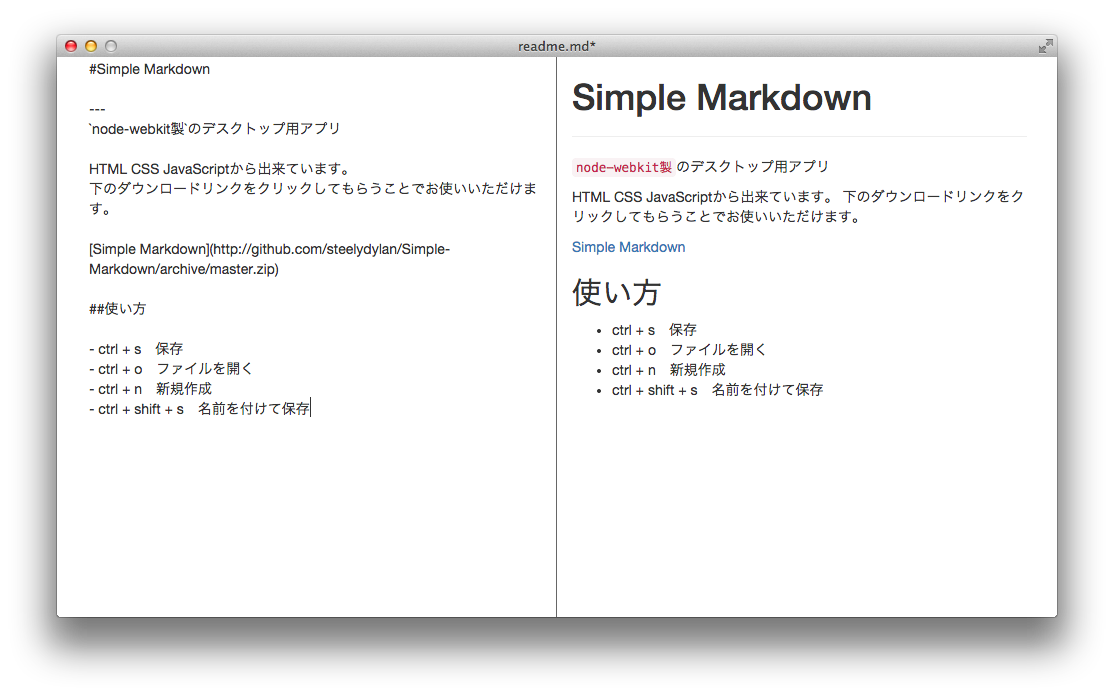 readme.md*
#Simple Markdown
---
`node-webkit製`のデスクトップ用アプリ
HTML CSS JavaScriptから出来ています。
下のダウンロードリンクをクリックしてもらうことでお使いいただけま
す。
[Simple Markdown](http://github.com/steelydylan/Simple-
Markdown/archive/master.zip)
##使い方
- ctrl + s　保存
- ctrl + o　ファイルを開く
- ctrl + n　新規作成
- ctrl + shift + s　名前を付けて保存
Simple Markdown
node-webkit製のデスクトップ用アプリ
HTML CSS JavaScriptから出来ています。 下のダウンロードリンクをク
リックしてもらうことでお使いいただけます。
Simple Markdown
使い方
• ctrl + s　保存
• ctrl + o　ファイルを開く
• ctrl + n　新規作成
• ctrl + shift + s　名前を付けて保存